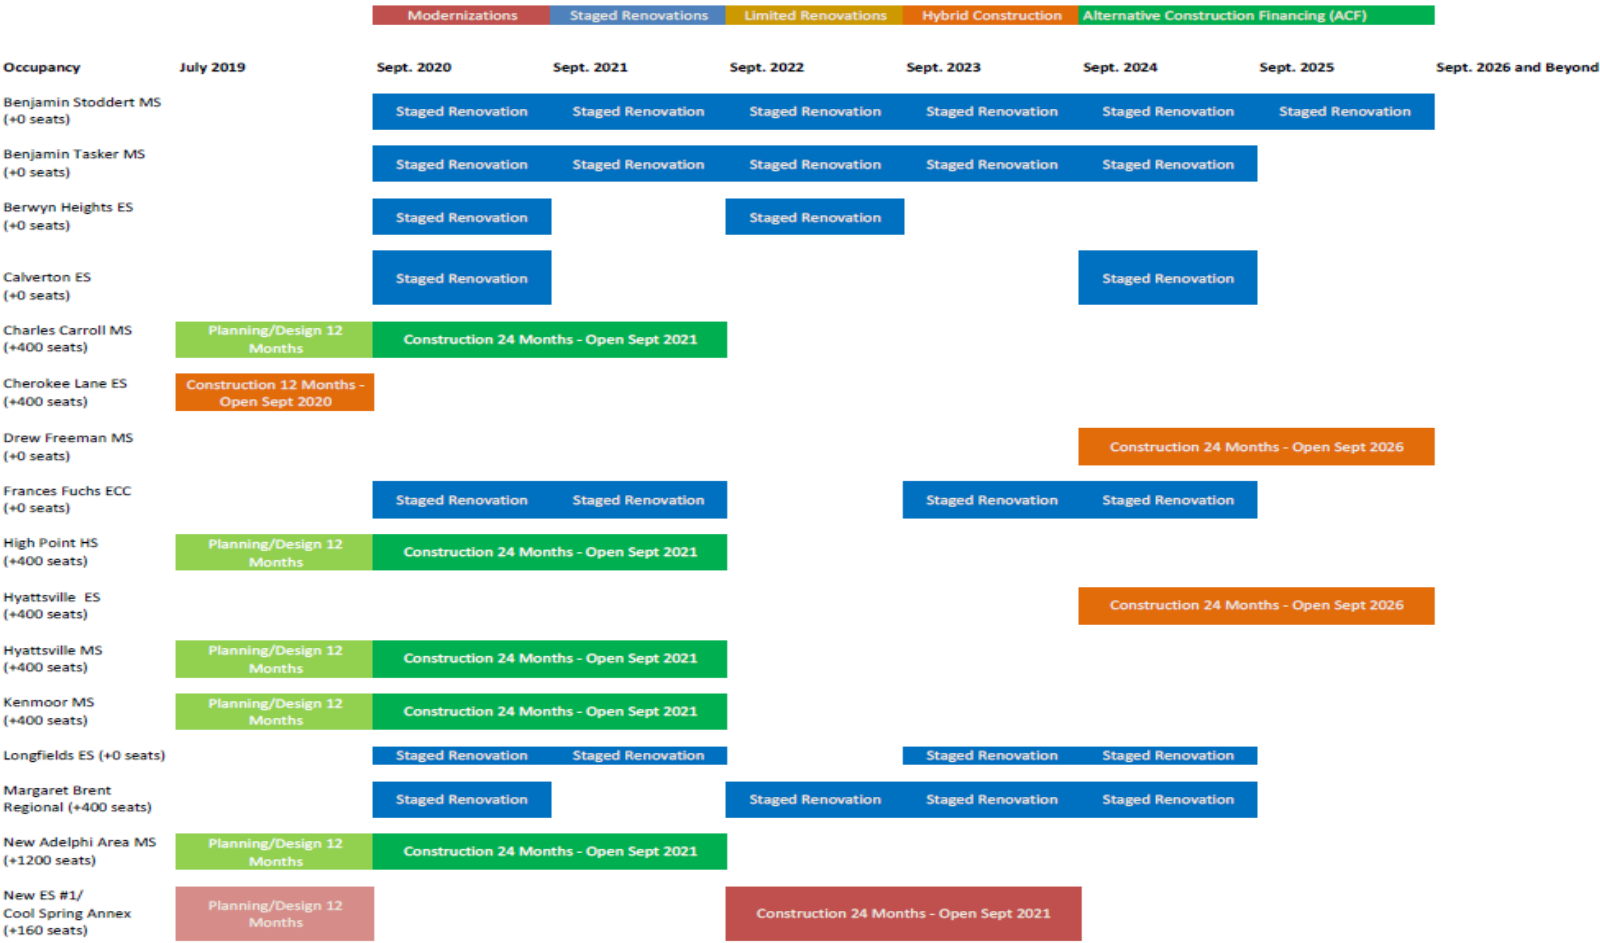 Modernizations Staged Renovations Limited Renovations Hybrid Construction Alternative Construction Financing (ACF)
Occupancy July 2019 Sept. 2020 Sept. 2021 Sept. 2022 Sept. 2023 Sept. 2024 Sept. 2025 Sept. 2026 and Beyond
Benjamin Stoddert MS
(+0 seats)
Staged Renovation Staged Renovation Staged Renovation Staged Renovation Staged Renovation Staged Renovation
Benjamin Tasker MS
(+0 seats)
Staged Renovation Staged Renovation Staged Renovation Staged Renovation Staged Renovation
Berwyn Heights ES
(+0 seats)
Staged Renovation Staged Renovation
Calverton ES
(+0 seats)
Staged Renovation Staged Renovation
Charles Carroll MS
(+400 seats)
Planning/Design 12
Months
Construction 24 Months - Open Sept 2021
Cherokee Lane ES
(+400 seats)
Construction 12 Months -
Open Sept 2020
Drew Freeman MS
(+0 seats)
Construction 24 Months - Open Sept 2026
Frances Fuchs ECC
(+0 seats)
Staged Renovation Staged Renovation Staged Renovation Staged Renovation
High Point HS
(+400 seats)
Planning/Design 12
Months
Construction 24 Months - Open Sept 2021
Hyattsville ES
(+400 seats)
Construction 24 Months - Open Sept 2026
Hyattsville MS
(+400 seats)
Planning/Design 12
Months
Construction 24 Months - Open Sept 2021
Kenmoor MS
(+400 seats)
Planning/Design 12
Months
Construction 24 Months - Open Sept 2021
Longfields ES (+0 seats) Staged Renovation Staged Renovation Staged Renovation Staged Renovation
Margaret Brent
Regional (+400 seats)
Staged Renovation Staged Renovation Staged Renovation Staged Renovation
New Adelphi Area MS
(+1200 seats)
Planning/Design 12
Months
Construction 24 Months - Open Sept 2021
New ES #1/
Cool Spring Annex
(+160 seats)
Planning/Design 12
Months
Construction 24 Months - Open Sept 2021